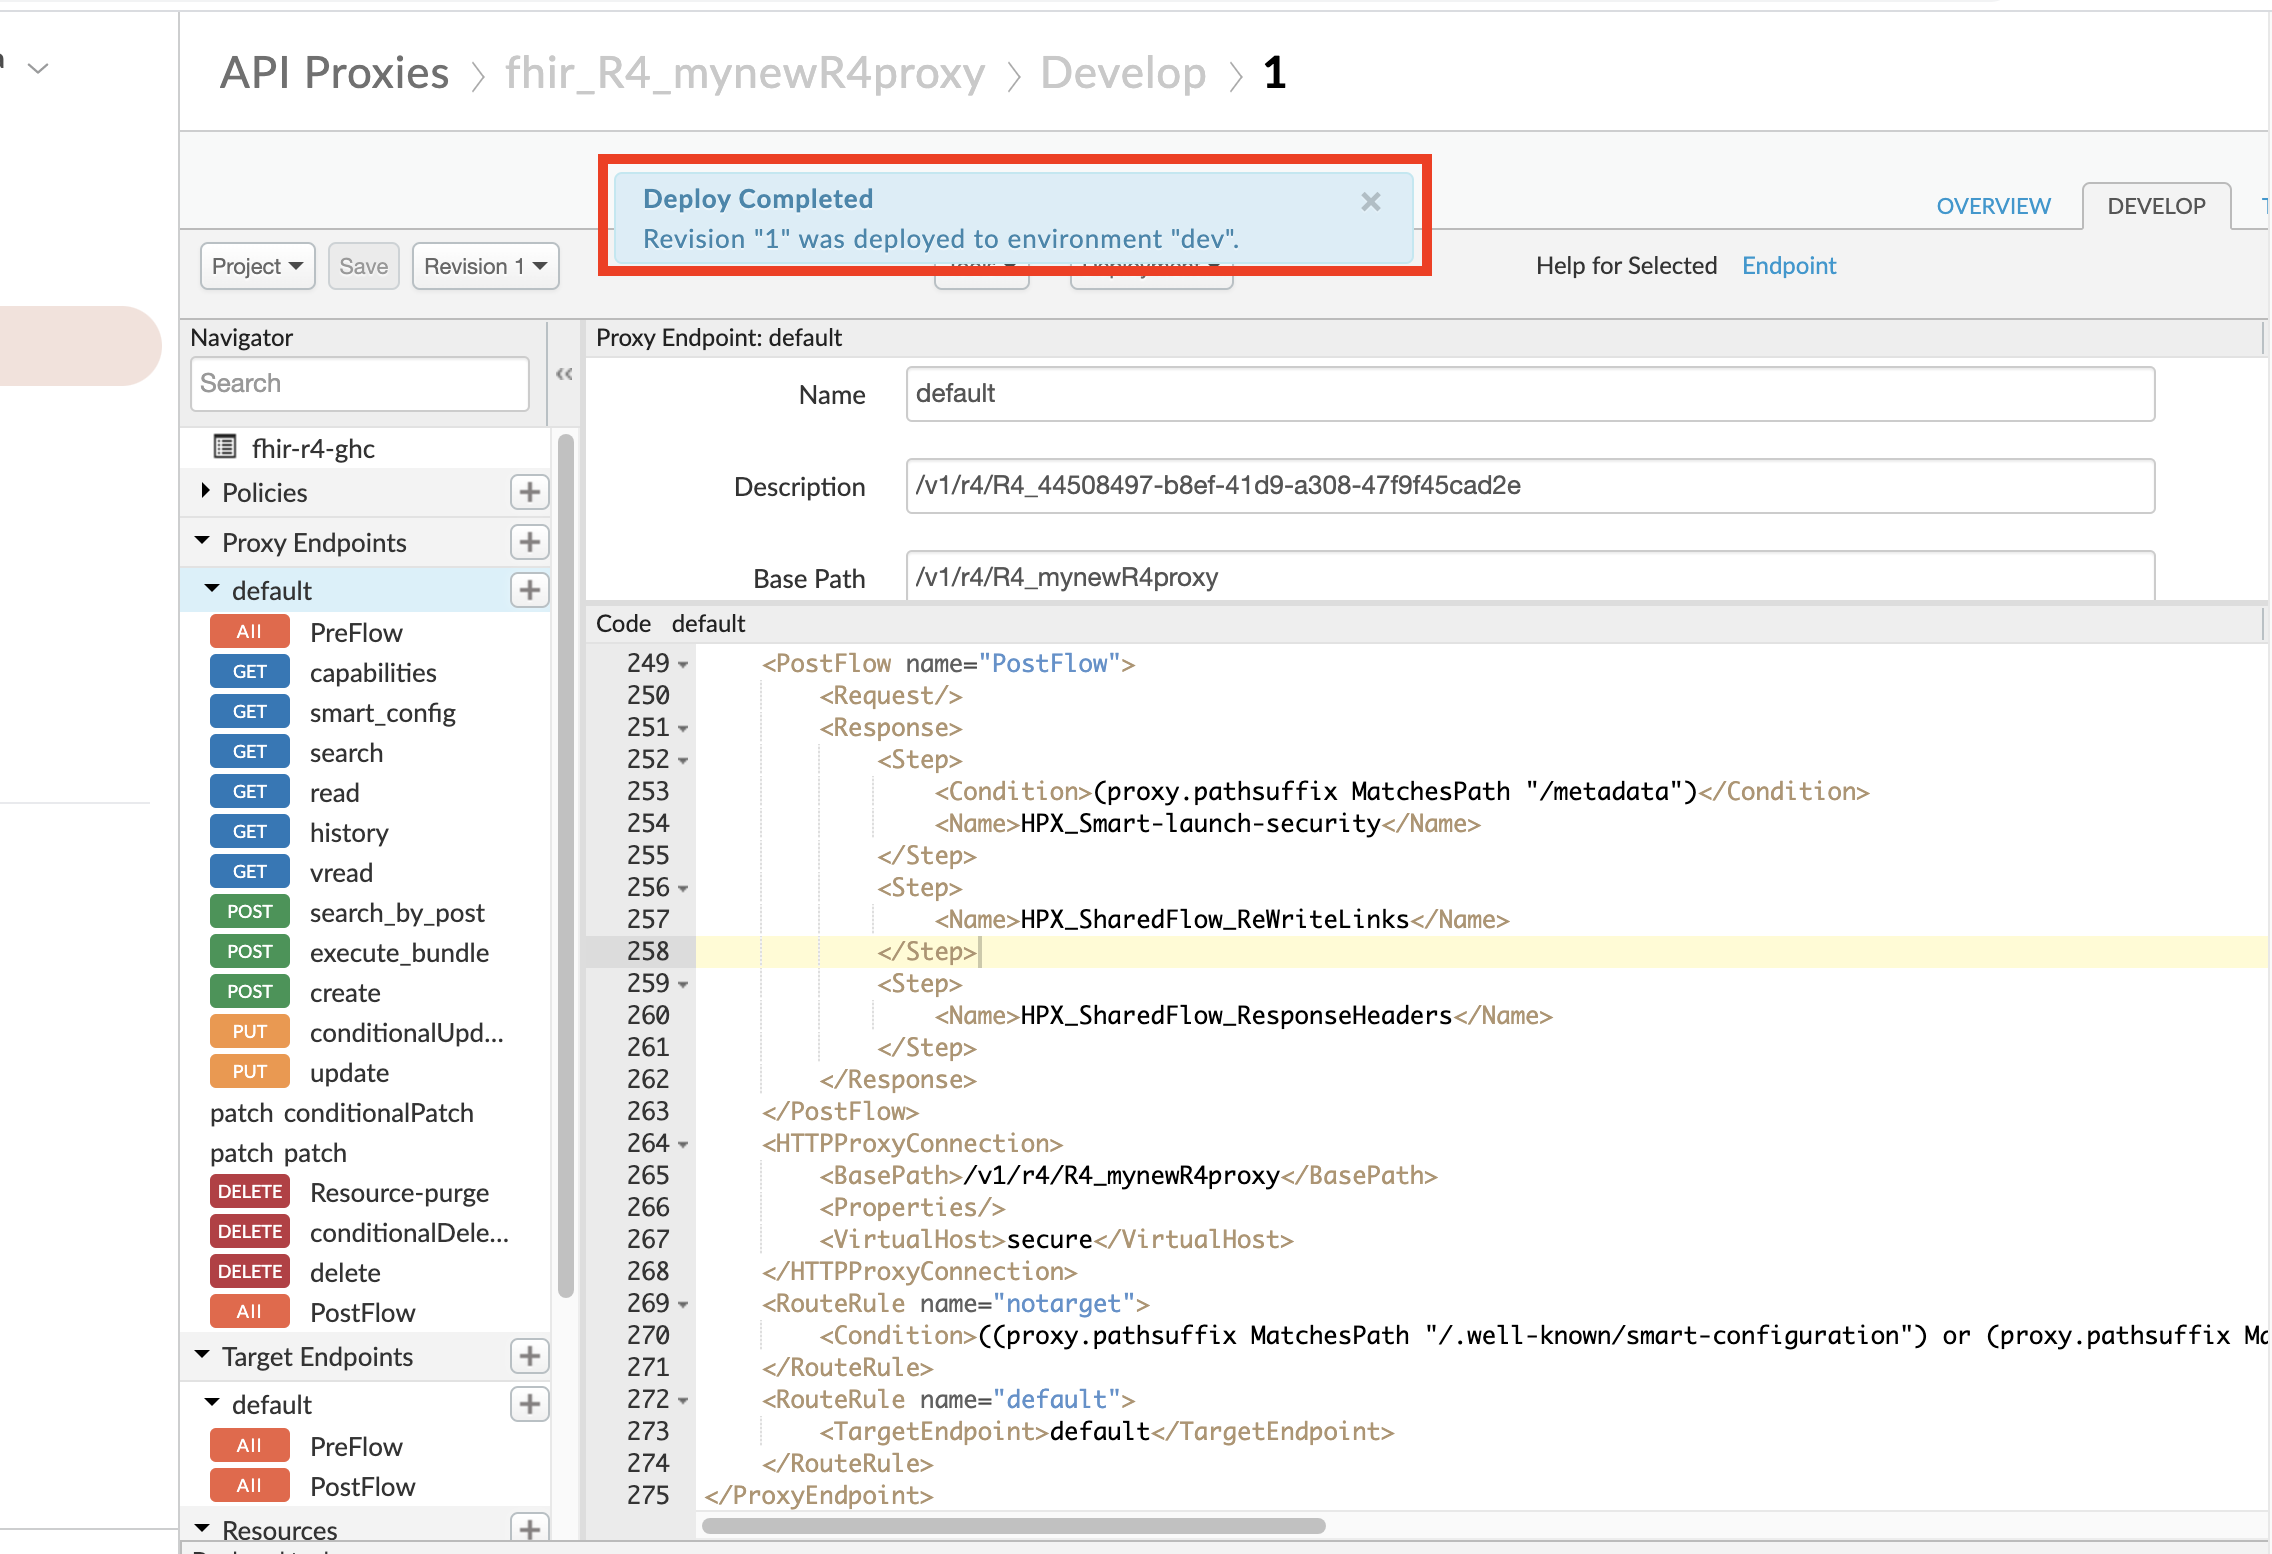 API Proxies > fhir_R4_mynewR4proxy > Develop > 1
Deploy Completed ×
Revision "1" was deployed to environment "dev".
OVERVIEW DEVELOP
Project Save Revision 1 Help for Selected Endpoint
Navigator
Search
«
fhir-r4-ghc
Policies +
Proxy Endpoints +
default +
All PreFlow
GET capabilities
GET smart_config
GET search
GET read
GET history
GET vread
POST search_by_post
POST execute_bundle
POST create
PUT conditionalUpd...
PUT update
patch conditionalPatch
patch patch
DELETE Resource-purge
DELETE conditionalDele...
DELETE delete
All PostFlow
Target Endpoints +
default +
All PreFlow
All PostFlow
Resources +
Proxy Endpoint: default
Name default
Description /v1/r4/R4_44508497-b8ef-41d9-a308-47f9f45cad2e
Base Path /v1/r4/R4_mynewR4proxy
Code default
249 <PostFlow name="PostFlow">
250 <Request/>
251 <Response>
252 <Step>
253 <Condition>(proxy.pathsuffix MatchesPath "/metadata")</Condition>
254 <Name>HPX_Smart-launch-security</Name>
255 </Step>
256 <Step>
257 <Name>HPX_SharedFlow_ReWriteLinks</Name>
258 </Step>
259 <Step>
260 <Name>HPX_SharedFlow_ResponseHeaders</Name>
261 </Step>
262 </Response>
263 </PostFlow>
264 <HTTPProxyConnection>
265 <BasePath>/v1/r4/R4_mynewR4proxy</BasePath>
266 <Properties/>
267 <VirtualHost>secure</VirtualHost>
268 </HTTPProxyConnection>
269 <RouteRule name="notarget">
270 <Condition>((proxy.pathsuffix MatchesPath "/.well-known/smart-configuration") or (proxy.pathsuffix Ma
271 </RouteRule>
272 <RouteRule name="default">
273 <TargetEndpoint>default</TargetEndpoint>
274 </RouteRule>
275 </ProxyEndpoint>